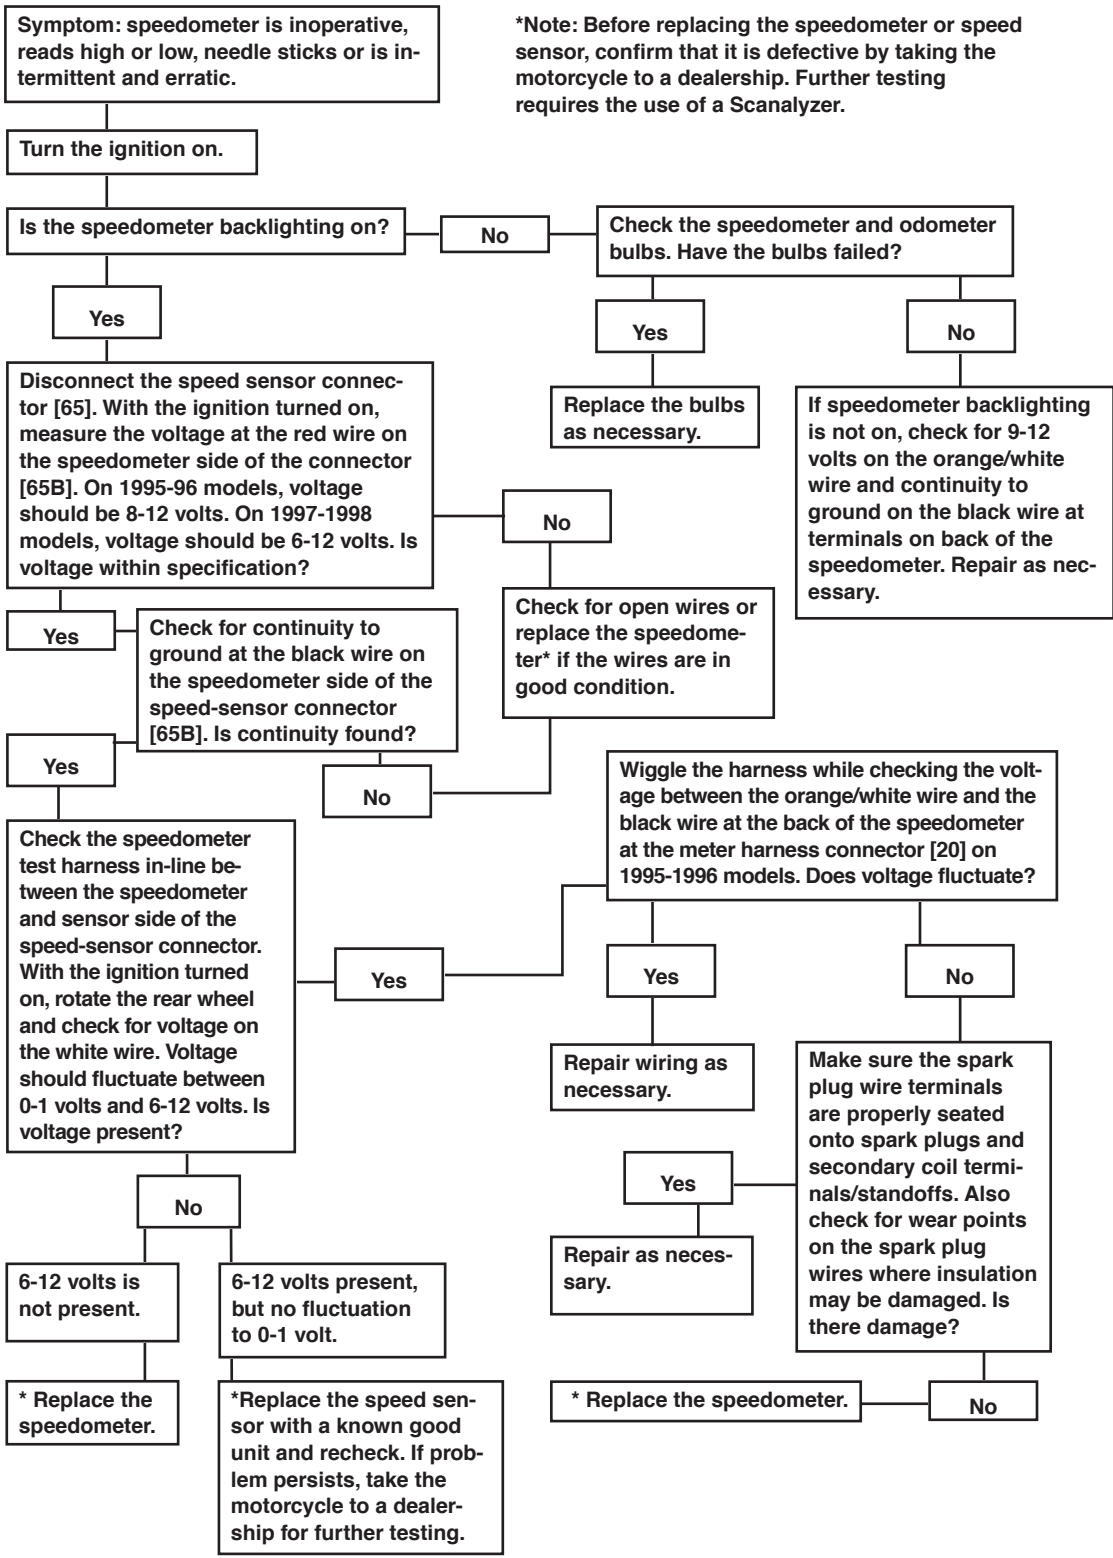 Symptom: speedometer is inoperative,
reads high or low, needle sticks or is in-
termittent and erratic.
*Note: Before replacing the speedometer or speed
sensor, confirm that it is defective by taking the
motorcycle to a dealership. Further testing
requires the use of a Scanalyzer.
Turn the ignition on.
Is the speedometer backlighting on?
No
Check the speedometer and odometer
bulbs. Have the bulbs failed?
Yes
Yes
No
Disconnect the speed sensor connec-
tor [65]. With the ignition turned on,
measure the voltage at the red wire on
the speedometer side of the connector
[65B]. On 1995-96 models, voltage
should be 8-12 volts. On 1997-1998
models, voltage should be 6-12 volts. Is
voltage within specification?
Replace the bulbs
as necessary.
If speedometer backlighting
is not on, check for 9-12
volts on the orange/white
wire and continuity to
ground on the black wire at
terminals on back of the
speedometer. Repair as nec-
essary.
No
Yes
Check for continuity to
ground at the black wire on
the speedometer side of the
speed-sensor connector
[65B]. Is continuity found?
Check for open wires or
replace the speedome-
ter* if the wires are in
good condition.
Yes
No
Wiggle the harness while checking the volt-
age between the orange/white wire and the
black wire at the back of the speedometer
at the meter harness connector [20] on
1995-1996 models. Does voltage fluctuate?
Check the speedometer
test harness in-line be-
tween the speedometer
and sensor side of the
speed-sensor connector.
With the ignition turned
on, rotate the rear wheel
and check for voltage on
the white wire. Voltage
should fluctuate between
0-1 volts and 6-12 volts. Is
voltage present?
Yes
Yes
No
Repair wiring as
necessary.
Make sure the spark
plug wire terminals
are properly seated
onto spark plugs and
secondary coil termi-
nals/standoffs. Also
check for wear points
on the spark plug
wires where insulation
may be damaged. Is
there damage?
Yes
No
Repair as neces-
sary.
6-12 volts is
not present.
6-12 volts present,
but no fluctuation
to 0-1 volt.
* Replace the
speedometer.
*Replace the speed sen-
sor with a known good
unit and recheck. If prob-
lem persists, take the
motorcycle to a dealer-
ship for further testing.
* Replace the speedometer.
No